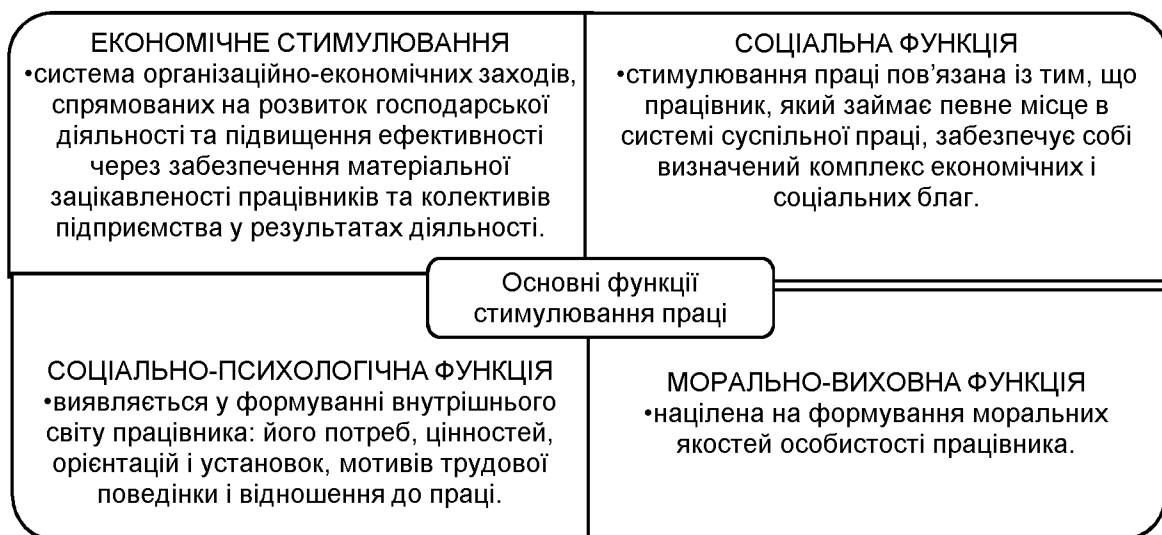 ЕКОНОМІЧНЕ СТИМУЛЮВАННЯ
•система організаційно-економічних заходів,
спрямованих на розвиток господарської
діяльності та підвищення ефективності
через забезпечення матеріальної
зацікавленості працівників та колективів
підприємства у результатах діяльності.
СОЦІАЛЬНА ФУНКЦІЯ
•стимулювання праці пов’язана із тим, що
працівник, який займає певне місце в
системі суспільної праці, забезпечує собі
визначений комплекс економічних і
соціальних благ.
Основні функції
стимулювання праці
СОЦІАЛЬНО-ПСИХОЛОГІЧНА ФУНКЦІЯ
•виявляється у формуванні внутрішнього
світу працівника: його потреб, цінностей,
орієнтацій і установок, мотивів трудової
поведінки і відношення до праці.
МОРАЛЬНО-ВИХОВНА ФУНКЦІЯ
•націлена на формування моральних
якостей особистості працівника.